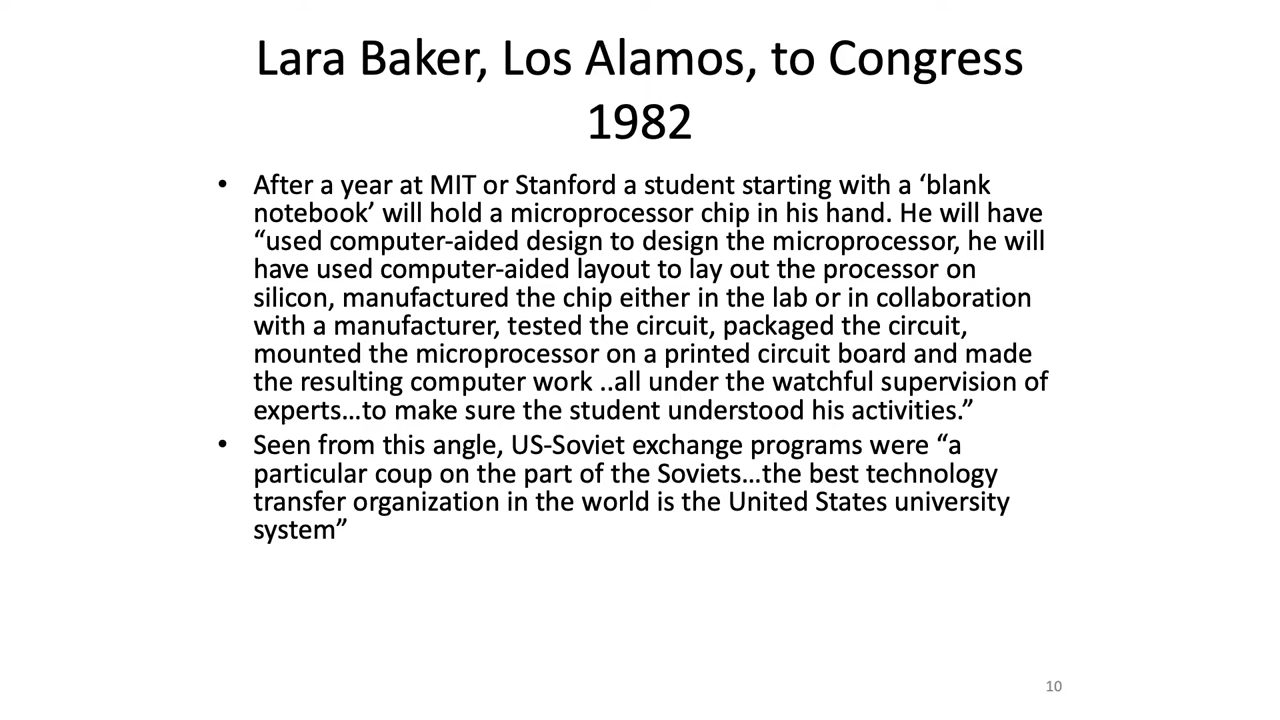 Lara Baker, Los Alamos, to Congress
1982
• After a year at MIT or Stanford a student starting with a ‘blank
notebook’ will hold a microprocessor chip in his hand. He will have
“used computer-aided design to design the microprocessor, he will
have used computer-aided layout to lay out the processor on
silicon, manufactured the chip either in the lab or in collaboration
with a manufacturer, tested the circuit, packaged the circuit,
mounted the microprocessor on a printed circuit board and made
the resulting computer work ..all under the watchful supervision of
experts…to make sure the student understood his activities.”
• Seen from this angle, US-Soviet exchange programs were “a
particular coup on the part of the Soviets…the best technology
transfer organization in the world is the United States university
system”
10